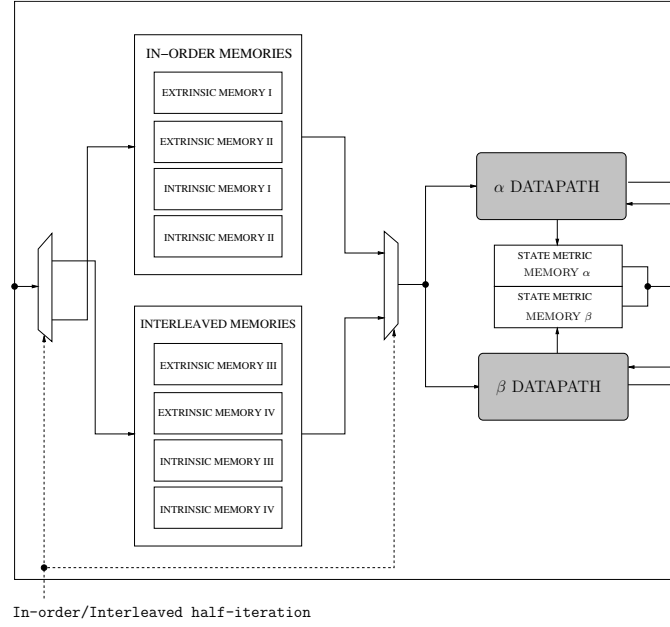 IN-ORDER MEMORIES
EXTRINSIC MEMORY I
EXTRINSIC MEMORY II
INTRINSIC MEMORY I
INTRINSIC MEMORY II
INTERLEAVED MEMORIES
EXTRINSIC MEMORY III
EXTRINSIC MEMORY IV
INTRINSIC MEMORY III
INTRINSIC MEMORY IV
α DATAPATH
STATE METRIC
MEMORY α
STATE METRIC
MEMORY β
β DATAPATH
In-order/Interleaved half-iteration